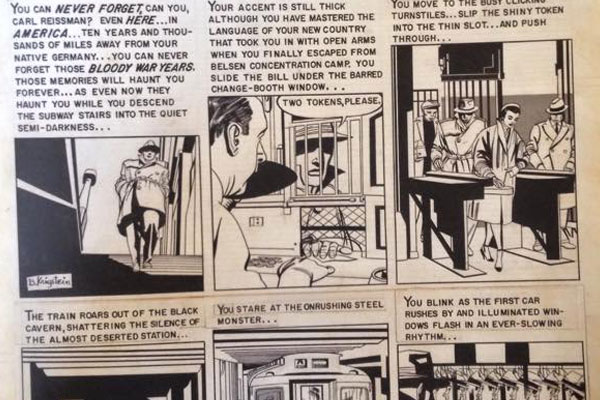 YOU CAN NEVER FORGET, CAN YOU,
CARL REISSMAN? EVEN HERE...IN
AMERICA...TEN YEARS AND THOU-
SANDS OF MILES AWAY FROM YOUR
NATIVE GERMANY...YOU CAN NEVER
FORGET THOSE BLOODY WAR YEARS.
THOSE MEMORIES WILL HAUNT YOU
FOREVER...AS EVEN NOW THEY
HAUNT YOU WHILE YOU DESCEND
THE SUBWAY STAIRS INTO THE QUIET
SEMI-DARKNESS...
B. Krigstein
YOUR ACCENT IS STILL THICK
ALTHOUGH YOU HAVE MASTERED THE
LANGUAGE OF YOUR NEW COUNTRY
THAT TOOK YOU IN WITH OPEN ARMS
WHEN YOU FINALLY ESCAPED FROM
BELSEN CONCENTRATION CAMP. YOU
SLIDE THE BILL UNDER THE BARRED
CHANGE-BOOTH WINDOW...
TWO TOKENS, PLEASE.
YOU MOVE TO THE BUSY CLICKING
TURNSTILES...SLIP THE SHINY TOKEN
INTO THE THIN SLOT...AND PUSH
THROUGH...
THE TRAIN ROARS OUT OF THE BLACK
CAVERN, SHATTERING THE SILENCE OF
THE ALMOST DESERTED STATION...
YOU STARE AT THE ONRUSHING STEEL
MONSTER...
YOU BLINK AS THE FIRST CAR
RUSHES BY AND ILLUMINATED WIN-
DOWS FLASH IN AN EVER-SLOWING
RHYTHM...